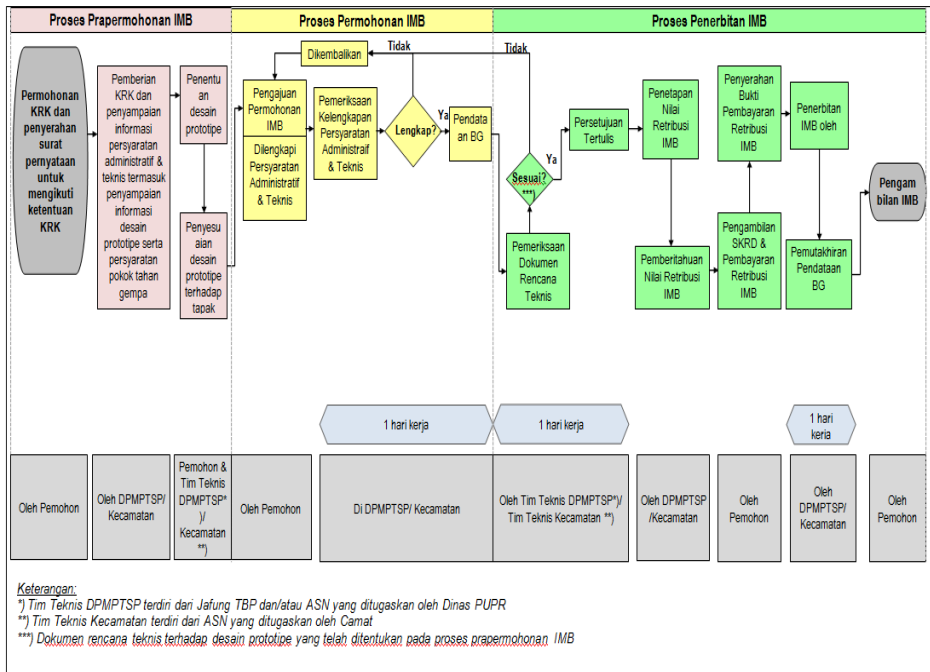 Proses Prapermohonan IMB
Proses Permohonan IMB
Proses Penerbitan IMB
Permohonan
KRK dan
penyerahan
surat
pernyataan
untuk
mengikuti
ketentuan
KRK
Pemberian
KRK dan
penyampaian
informasi
persyaratan
administratif &
teknis termasuk
penyampaian
informasi
desain
prototipe serta
persyaratan
pokok tahan
gempa
Penentu
an
desain
prototipe
Penyesu
aian
desain
prototipe
terhadap
tapak
Dikembalikan
Tidak
Tidak
Pengajuan
Permohonan
IMB
Dilengkapi
Persyaratan
Administratif
& Teknis
Pemeriksaan
Kelengkapan
Persyaratan
Administraif &
Teknis
Lengkap?
Ya
Pendata
an BG
Sesuai?
***)
Ya
Pemeriksaan
Dokumen
Rencana
Teknis
Persetujuan
Tertulis
Penetapan
Nilai
Retribusi
IMB
Pemberitahuan
Nilai Retribusi
IMB
Penyerahan
Bukti
Pembayaran
Retribusi IMB
Pengambilan
SKRD &
Pembayaran
Retribusi
IMB
Penerbitan
IMB oleh
Pemutakhiran
Pendataan
BG
Pengam
bilan IMB
1 hari kerja
1 hari kerja
1 hari
kerja
Oleh Pemohon
Oleh DPMPTSP/
Kecamatan
Pemohon &
Tim Teknis
DPMPTSP*
)/
Kecamatan
**)
Oleh Pemohon
Di DPMPTSP/ Kecamatan
Oleh Tim Teknis DPMPTSP*)/
Tim Teknis Kecamatan **)
Oleh DPMPTSP
/Kecamatan
Oleh
Pemohon
Oleh
DPMPTSP/
Kecamatan
Oleh
Pemohon
Keterangan:
*) Tim Teknis DPMPTSP terdiri dari Jafung TBP dan/atau ASN yang ditugaskan oleh Dinas PUPR
**) Tim Teknis Kecamatan terdiri dari ASN yang ditugaskan oleh Camat
***) Dokumen rencana teknis terhadap desain prototipe yang telah ditentukan pada proses prapermohonan IMB